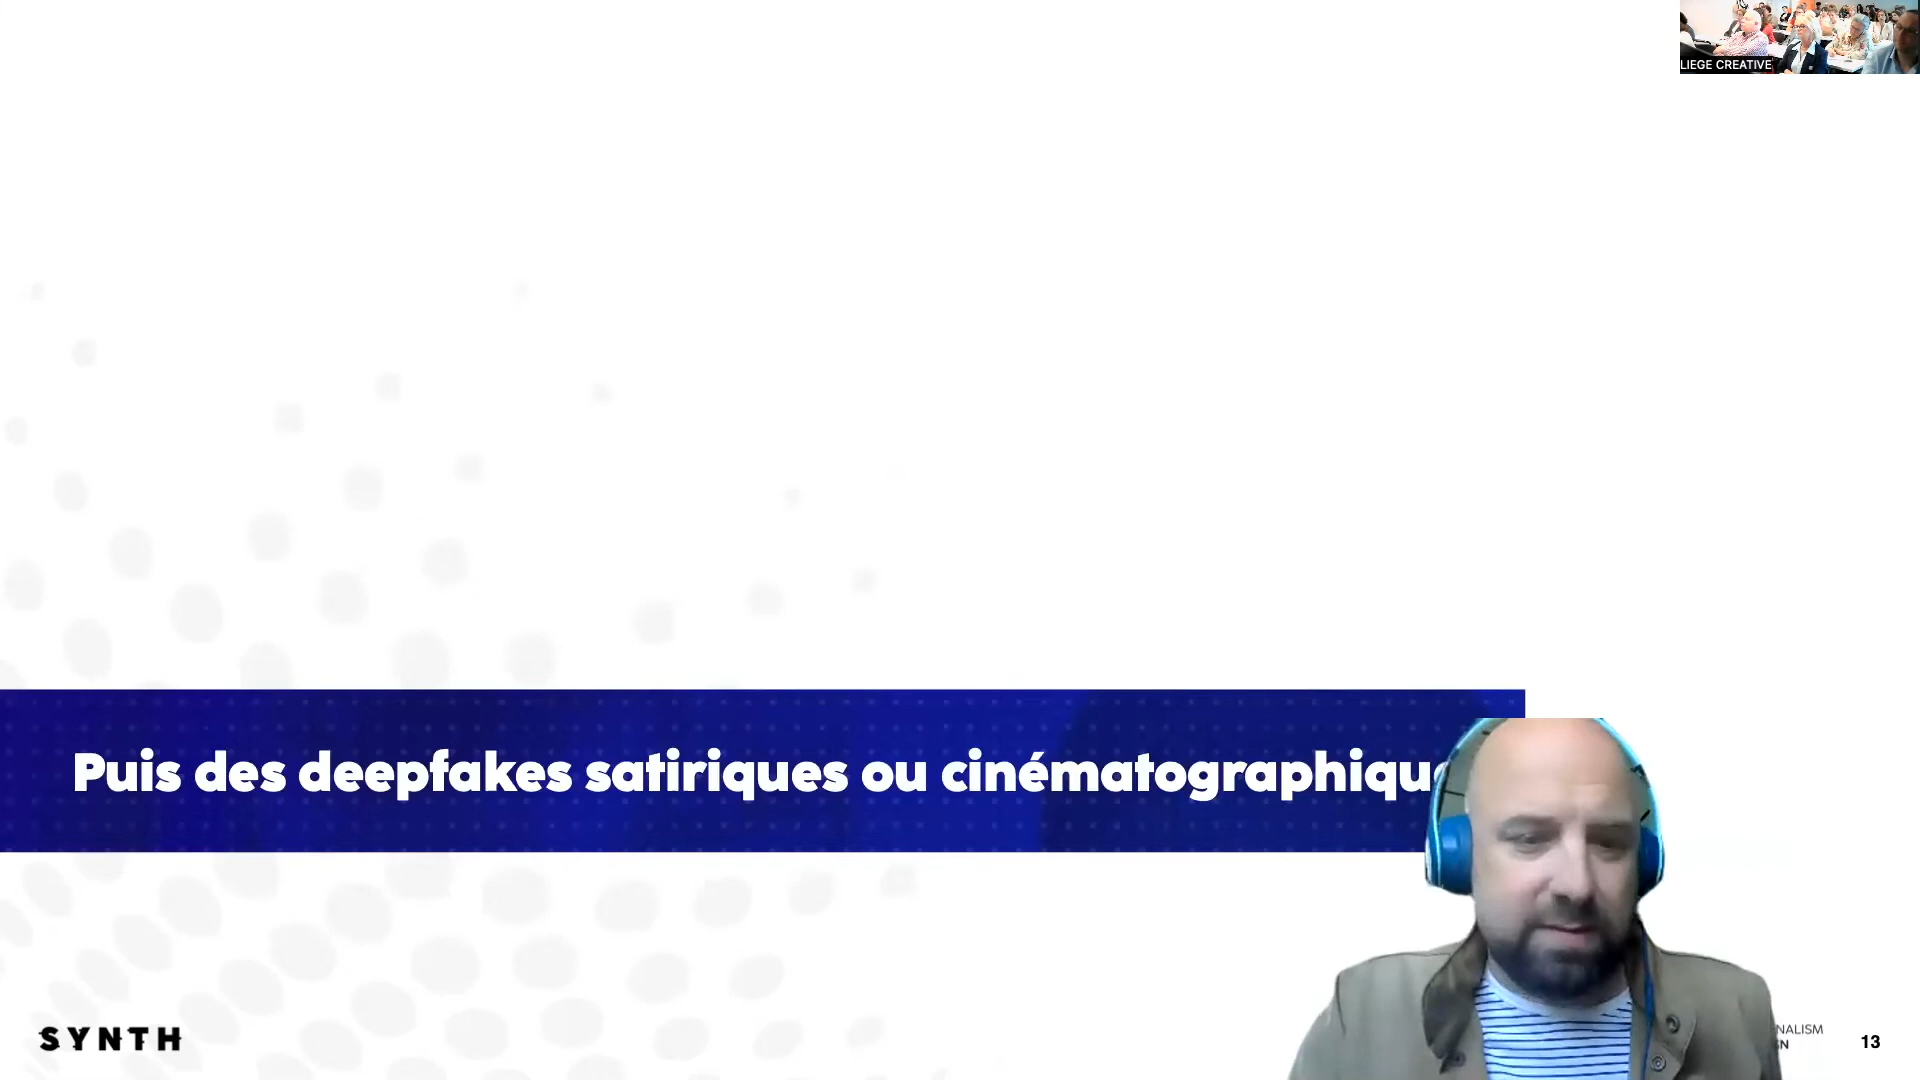 LIEGE CREATIVE
Puis des deepfakes satiriques ou cinématographiqu
SYNTH
NALISM
N
13